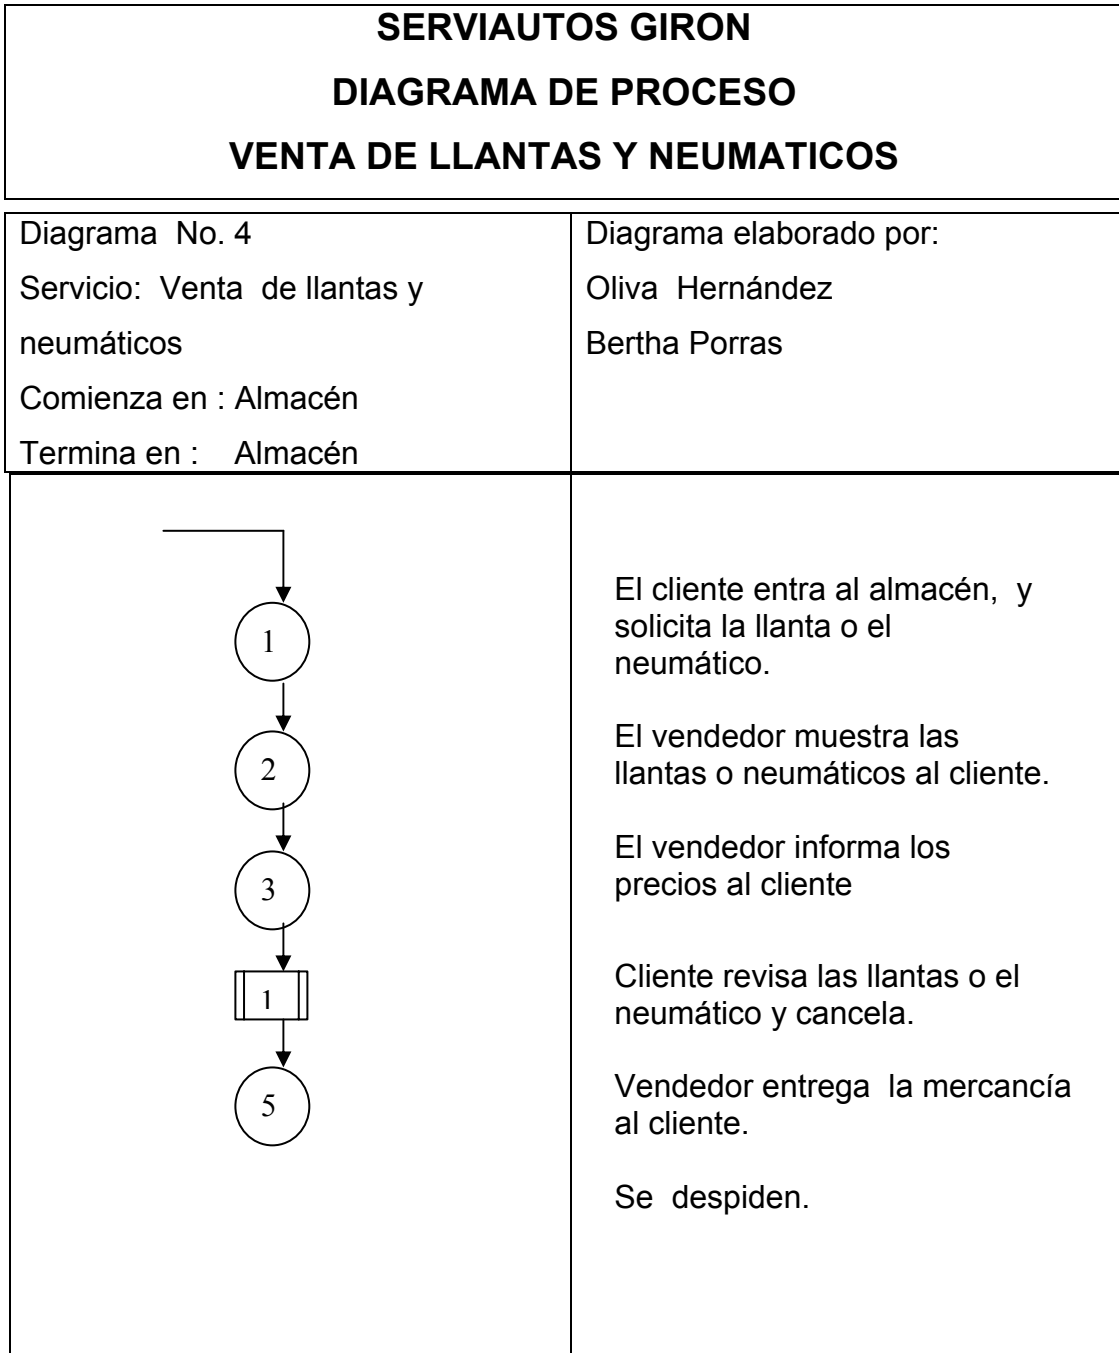 SERVIAUTOS GIRON
DIAGRAMA DE PROCESO
VENTA DE LLANTAS Y NEUMATICOS
Diagrama No. 4
Servicio: Venta de llantas y
neumáticos
Comienza en : Almacén
Termina en : Almacén
Diagrama elaborado por:
Oliva Hernández
Bertha Porras
1
2
3
1
5
El cliente entra al almacén, y
solicita la llanta o el
neumático.
El vendedor muestra las
llantas o neumáticos al cliente.
El vendedor informa los
precios al cliente
Cliente revisa las llantas o el
neumático y cancela.
Vendedor entrega la mercancía
al cliente.
Se despiden.